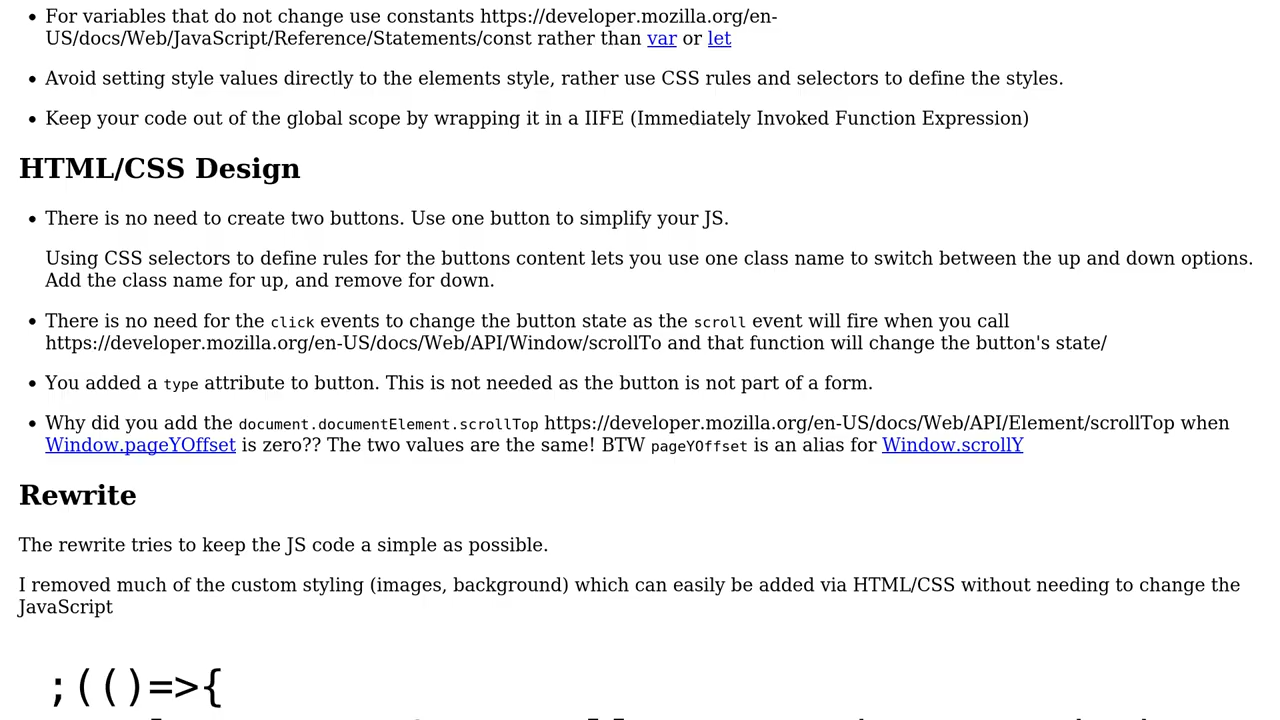 For variables that do not change use constants https://developer.mozilla.org/en-
US/docs/Web/JavaScript/Reference/Statements/const rather than var or let
Avoid setting style values directly to the elements style, rather use CSS rules and selectors to define the styles.
Keep your code out of the global scope by wrapping it in a IIFE (Immediately Invoked Function Expression)
HTML/CSS Design
There is no need to create two buttons. Use one button to simplify your JS.
Using CSS selectors to define rules for the buttons content lets you use one class name to switch between the up and down options.
Add the class name for up, and remove for down.
There is no need for the click events to change the button state as the scroll event will fire when you call
https://developer.mozilla.org/en-US/docs/Web/API/Window/scrollTo and that function will change the button's state/
You added a type attribute to button. This is not needed as the button is not part of a form.
Why did you add the document.documentElement.scrollTop https://developer.mozilla.org/en-US/docs/Web/API/Element/scrollTop when
Window.pageYOffset is zero?? The two values are the same! BTW pageYOffset is an alias for Window.scrollY
Rewrite
The rewrite tries to keep the JS code a simple as possible.
I removed much of the custom styling (images, background) which can easily be added via HTML/CSS without needing to change the
JavaScript
;(()=>{